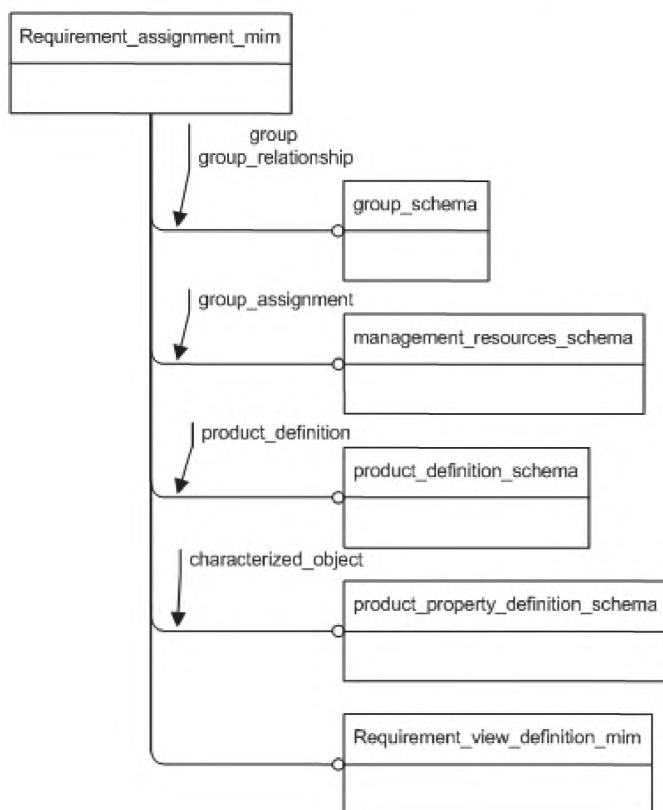 Requirement_assignment_mim
group
group_relationship
group_schema
group_assignment
management_resources_schema
product_definition
product_definition_schema
characterized_object
product_property_definition_schema
Requirement_view_definition_mim